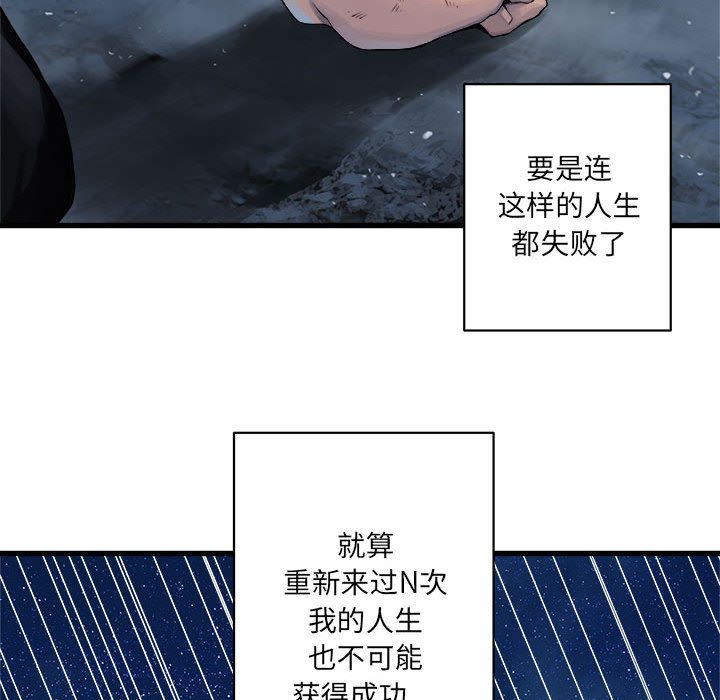 要是连
这样的人生
都失败了
就算
重新来过N次
我的人生
也不可能
获得成功